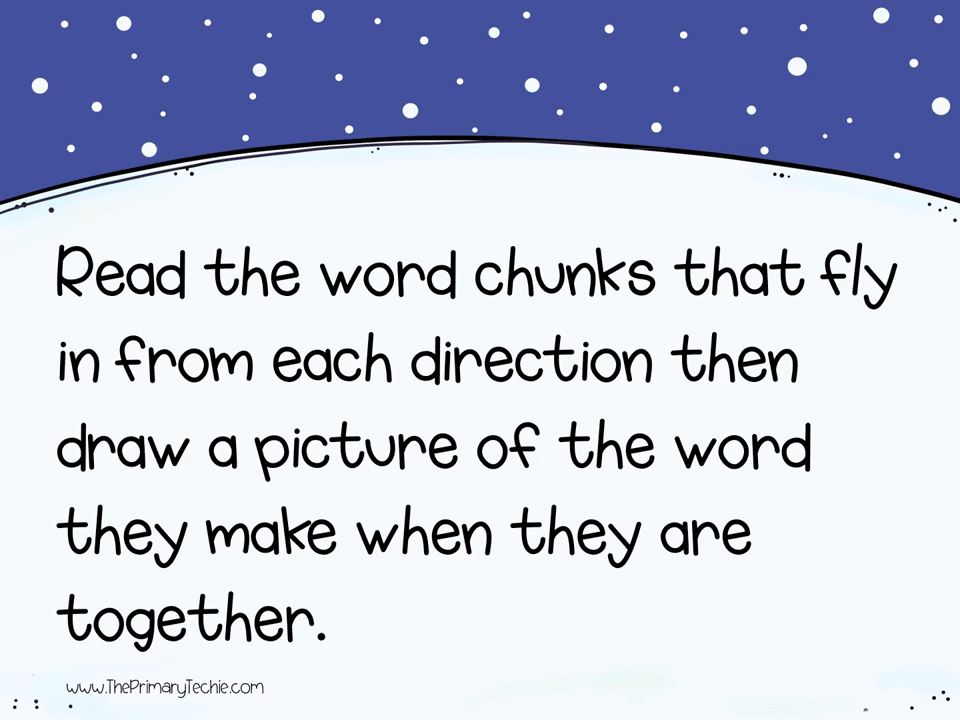 Read the word chunks that fly
in from each direction then
draw a picture of the word
they make when they are
together.
www.ThePrimaryTechie.com